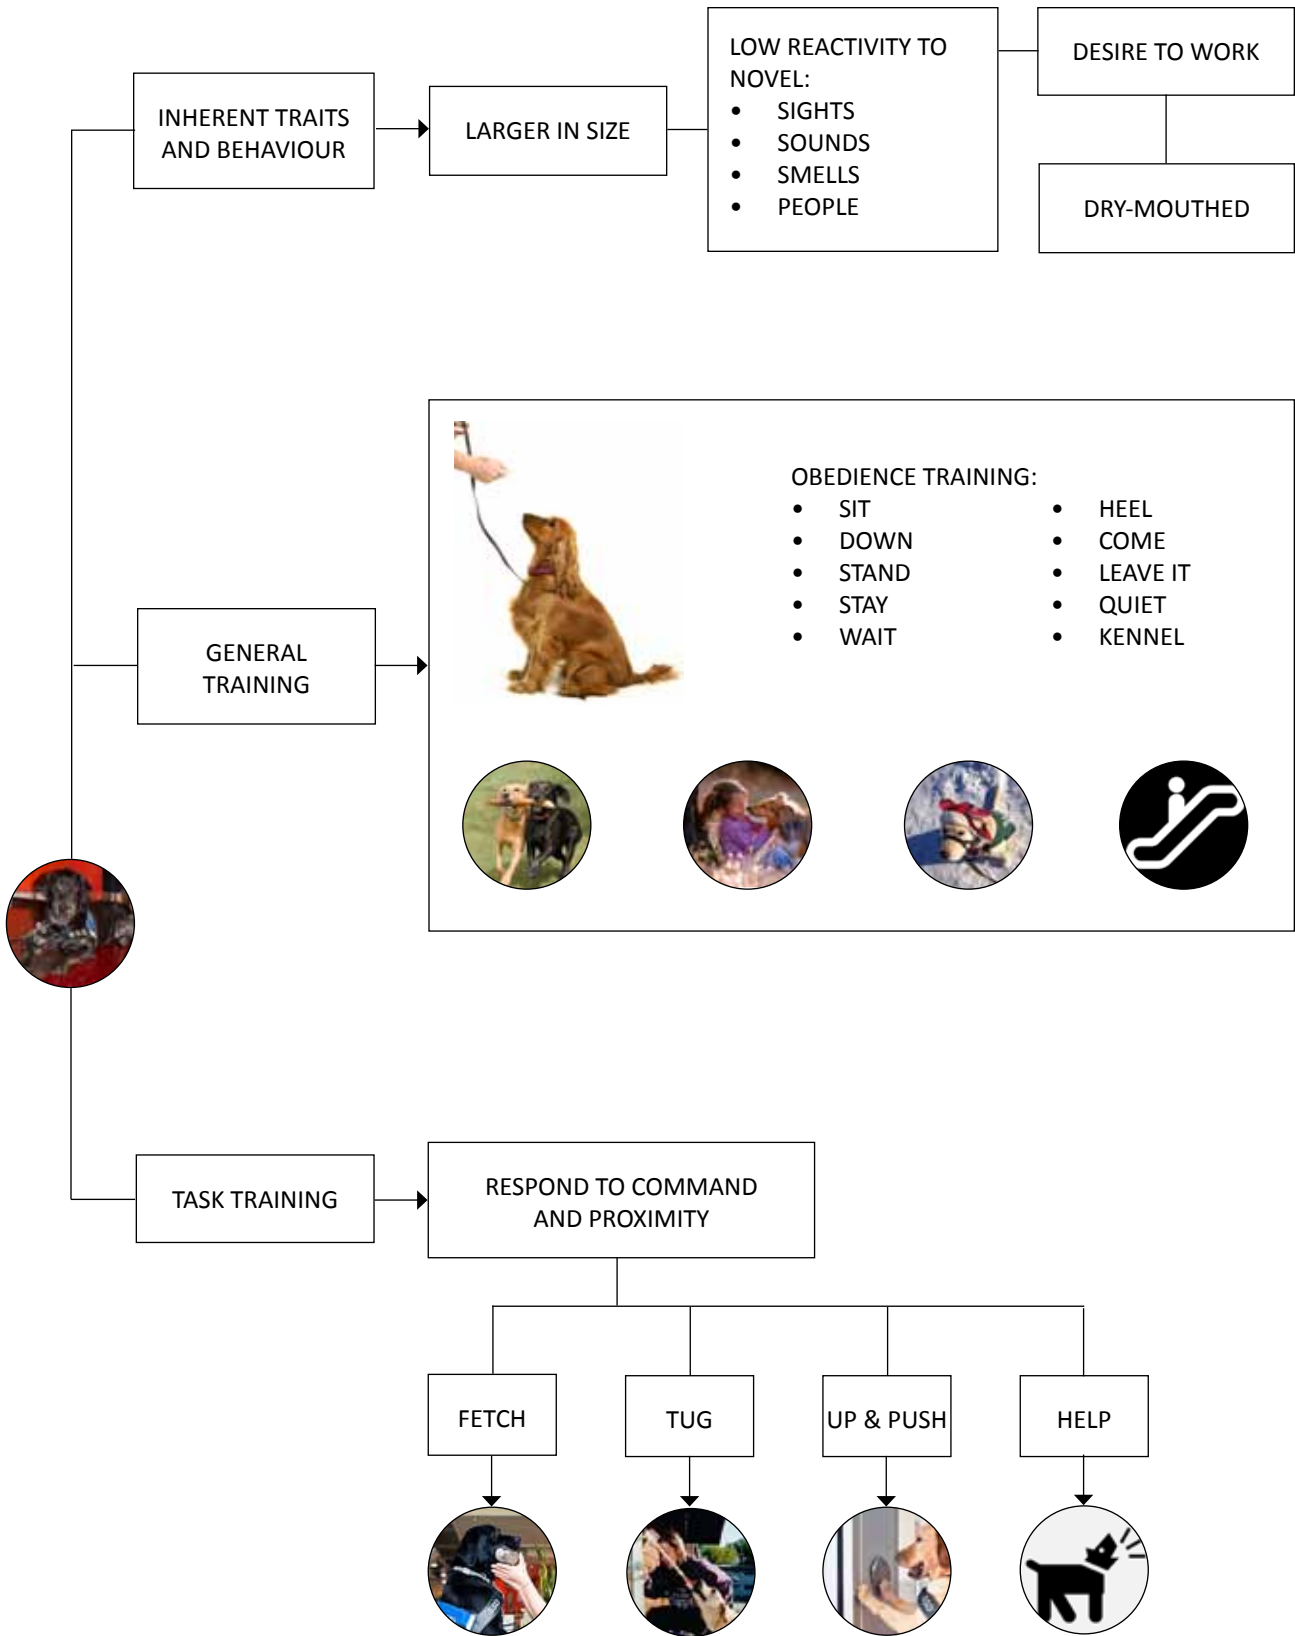 INHERENT TRAITS
AND BEHAVIOUR
LARGER IN SIZE
LOW REACTIVITY TO
NOVEL:
• SIGHTS
• SOUNDS
• SMELLS
• PEOPLE
DESIRE TO WORK
DRY-MOUTHED
GENERAL
TRAINING
OBEDIENCE TRAINING:
• SIT
• DOWN
• STAND
• STAY
• WAIT
• HEEL
• COME
• LEAVE IT
• QUIET
• KENNEL
TASK TRAINING
RESPOND TO COMMAND
AND PROXIMITY
FETCH
TUG
UP & PUSH
HELP